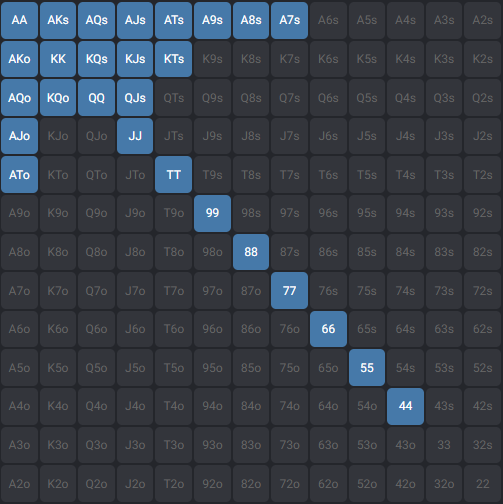 AA AKs AQs AJs ATs A9s A8s A7s A6s A5s A4s A3s A2s
AKo KK KQs KJs KTs K9s K8s K7s K6s K5s K4s K3s K2s
AQo KQo QQ QJs QTs Q9s Q8s Q7s Q6s Q5s Q4s Q3s Q2s
AJo KJo QJo JJ JTs J9s J8s J7s J6s J5s J4s J3s J2s
ATo KTo QTo JTo TT T9s T8s T7s T6s T5s T4s T3s T2s
A9o K9o Q9o J9o T9o 99 98s 97s 96s 95s 94s 93s 92s
A8o K8o Q8o J8o T8o 98o 88 87s 86s 85s 84s 83s 82s
A7o K7o Q7o J7o T7o 97o 87o 77 76s 75s 74s 73s 72s
A6o K6o Q6o J6o T6o 96o 86o 76o 66 65s 64s 63s 62s
A5o K5o Q5o J5o T5o 95o 85o 75o 65o 55 54s 53s 52s
A4o K4o Q4o J4o T4o 94o 84o 74o 64o 54o 44 43s 42s
A3o K3o Q3o J3o T3o 93o 83o 73o 63o 53o 43o 33 32s
A2o K2o Q2o J2o T2o 92o 82o 72o 62o 52o 42o 32o 22